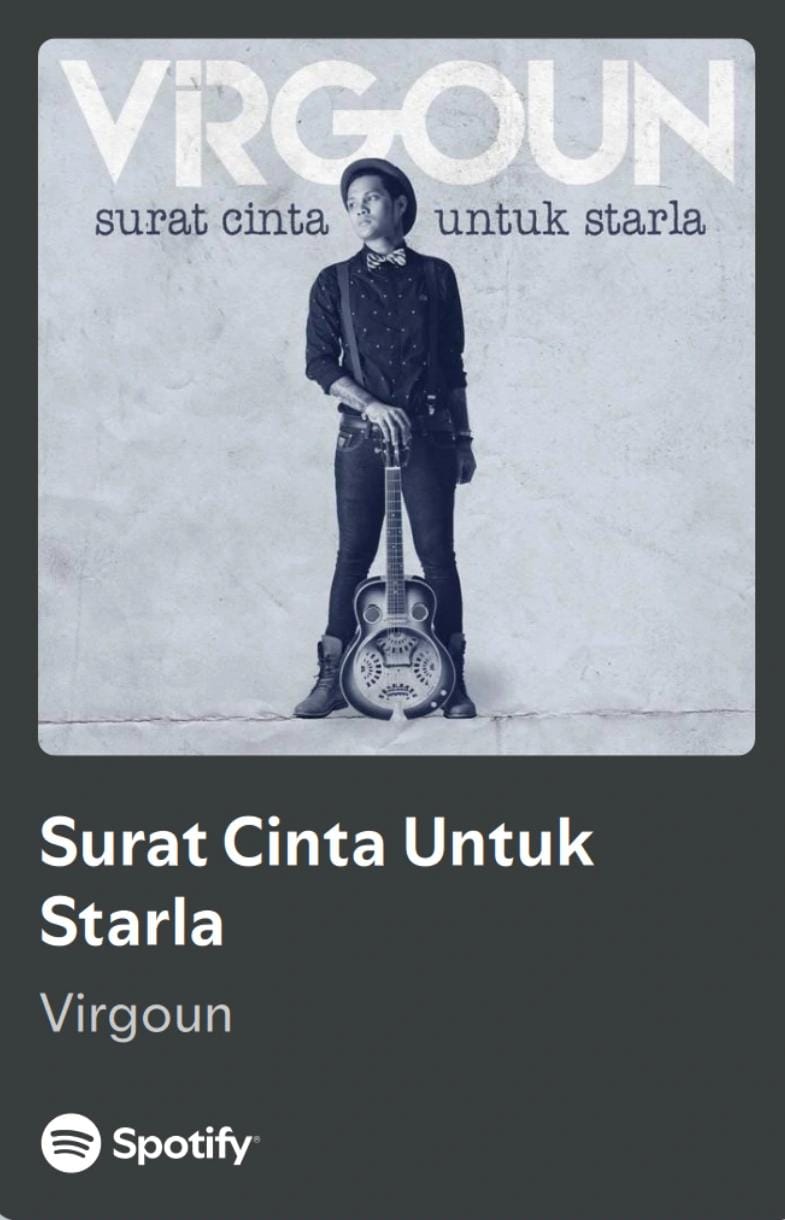 VIRGOUN
surat cinta untuk starla
Surat Cinta Untuk
Starla
Virgoun
Spotify®